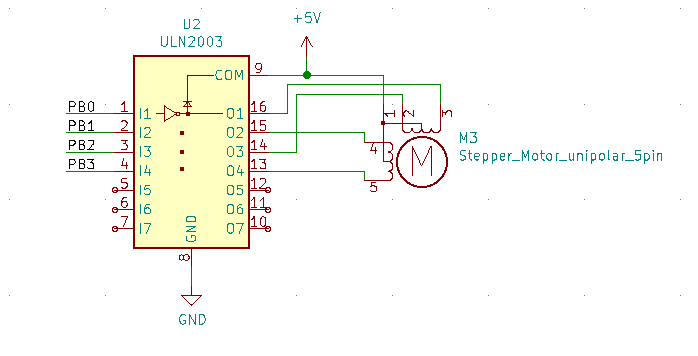 +5V
U2
ULN2003
COM 9
PB0 1 I1 O1 16
PB1 2 I2 O2 15
PB2 3 I3 O3 14
PB3 4 I4 O4 13
5 I5 O5 12
6 I6 O6 11
7 I7 O7 10
GND
8
GND
1 2 3
4
5
M
M3
Stepper_Motor_unipolar_5pin